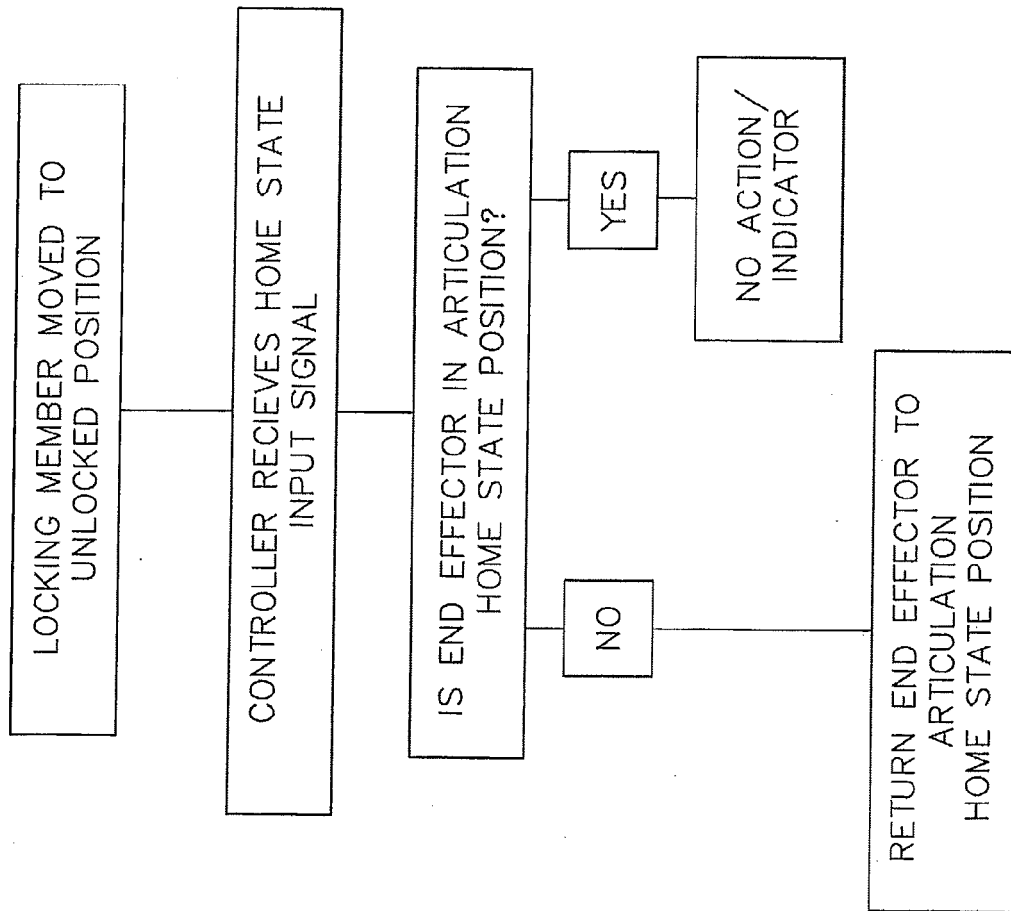 LOCKING MEMBER MOVED TO
UNLOCKED POSITION
CONTROLLER RECIEVES HOME STATE
INPUT SIGNAL
IS END EFFECTOR IN ARTICULATION
HOME STATE POSITION?
NO
YES
RETURN END EFFECTOR TO
ARTICULATION
HOME STATE POSITION
NO ACTION/
INDICATOR